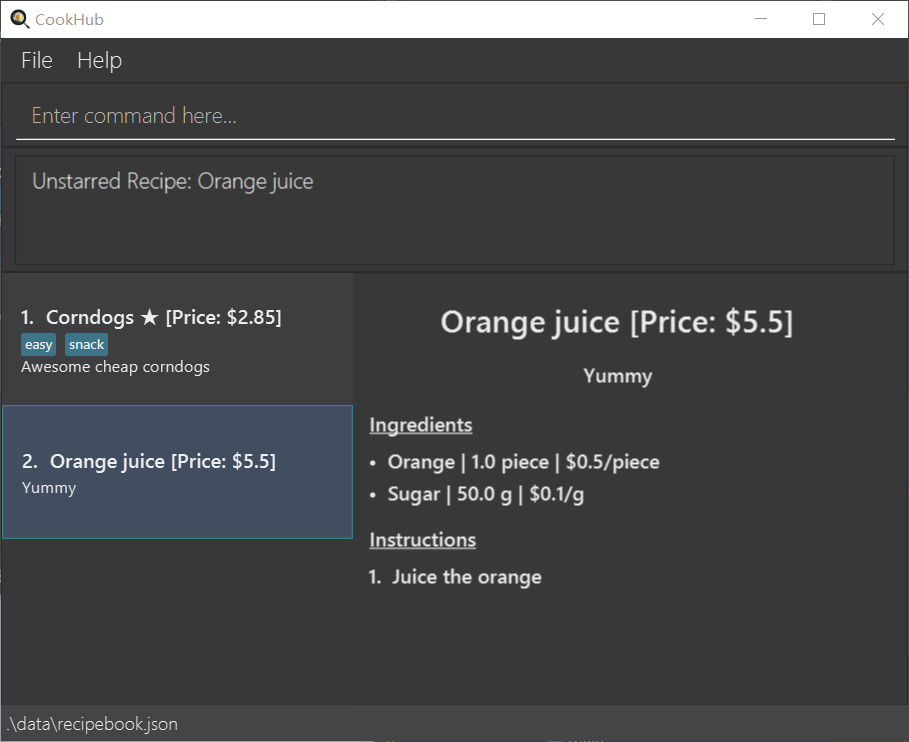 CookHub
File Help
Enter command here...
Unstarred Recipe: Orange juice
1. Corndogs ★ [Price: $2.85]
easy snack
Awesome cheap corndogs
2. Orange juice [Price: $5.5]
Yummy
Orange juice [Price: $5.5]
Yummy
Ingredients
• Orange | 1.0 piece | $0.5/piece
• Sugar | 50.0 g | $0.1/g
Instructions
1. Juice the orange
.\data\recipebook.json